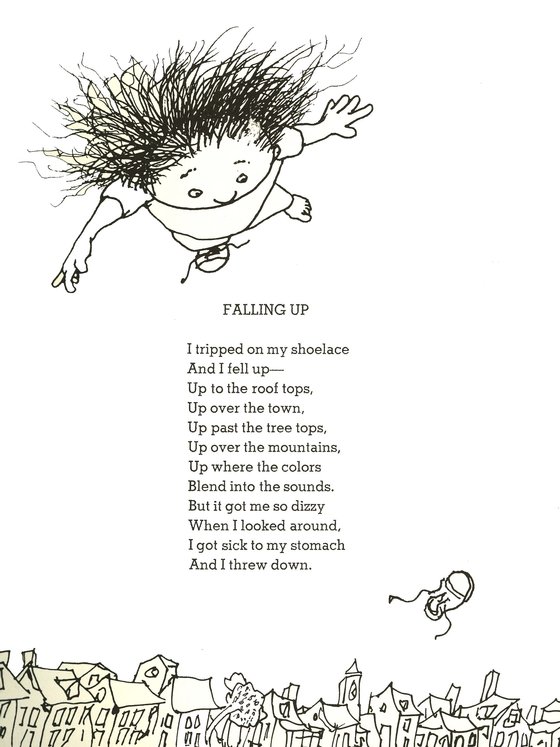 FALLING UP
I tripped on my shoelace
And I fell up—
Up to the roof tops,
Up over the town,
Up past the tree tops,
Up over the mountains,
Up where the colors
Blend into the sounds.
But it got me so dizzy
When I looked around,
I got sick to my stomach
And I threw down.